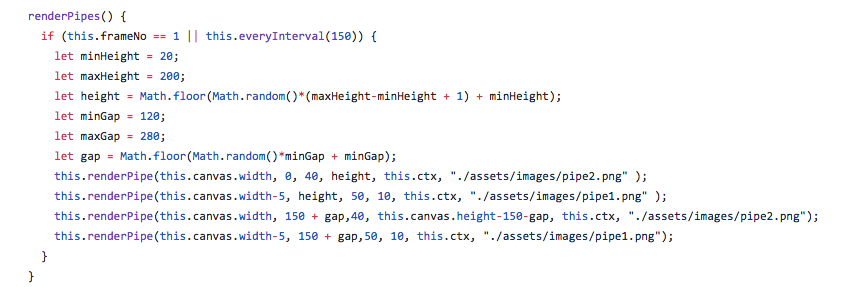 renderPipes() {
if (this.frameNo == 1 || this.everyInterval(150)) {
let minHeight = 20;
let maxHeight = 200;
let height = Math.floor(Math.random()*(maxHeight-minHeight + 1) + minHeight);
let minGap = 120;
let maxGap = 280;
let gap = Math.floor(Math.random()*minGap + minGap);
this.renderPipe(this.canvas.width, 0, 40, height, this.ctx, "./assets/images/pipe2.png" );
this.renderPipe(this.canvas.width-5, height, 50, 10, this.ctx, "./assets/images/pipe1.png" );
this.renderPipe(this.canvas.width, 150 + gap,40, this.canvas.height-150-gap, this.ctx, "./assets/images/pipe2.png");
this.renderPipe(this.canvas.width-5, 150 + gap,50, 10, this.ctx, "./assets/images/pipe1.png");
}
}